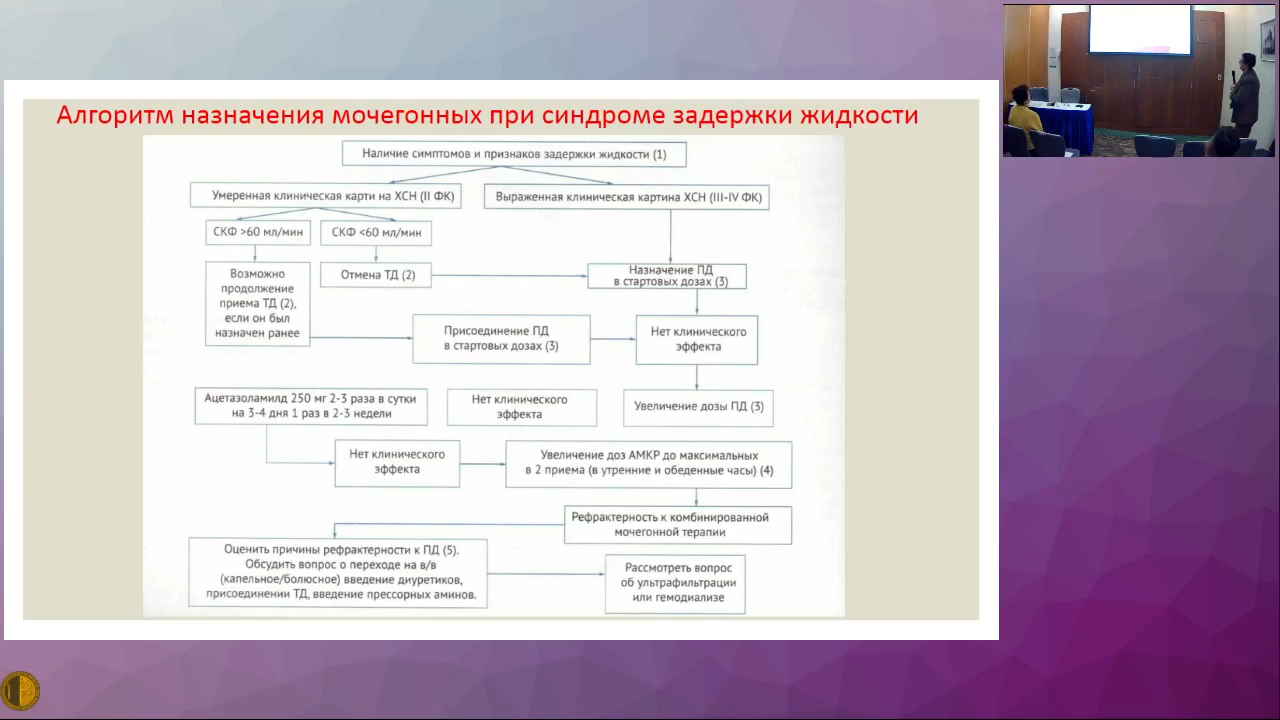 Алгоритм назначения мочегонных при синдроме задержки жидкости
Наличие симптомов и признаков задержки жидкости (1)
Умеренная клиническая карти на ХСН (II ФК)
Выраженная клиническая картина ХСН (III-IV ФК)
СКФ >60 мл/мин
СКФ <60 мл/мин
Возможно
продолжение
приема ТД (2),
если он был
назначен ранее
Отмена ТД (2)
Назначение ПД
в стартовых дозах (3)
Присоединение ПД
в стартовых дозах (3)
Нет клинического
эффекта
Ацетазоламилд 250 мг 2-3 раза в сутки
на 3-4 дня 1 раз в 2-3 недели
Нет клинического
эффекта
Увеличение дозы ПД (3)
Нет клинического
эффекта
Увеличение доз АМКР до максимальных
в 2 приема (в утренние и обеденные часы) (4)
Рефрактерность к комбинированной
мочегонной терапии
Оценить причины рефрактерности к ПД (5).
Обсудить вопрос о переходе на в/в
(капельное/болюсное) введение диуретиков,
присоединении ТД, введение прессорных аминов.
Рассмотреть вопрос
об ультрафильтрации
или гемодиализе